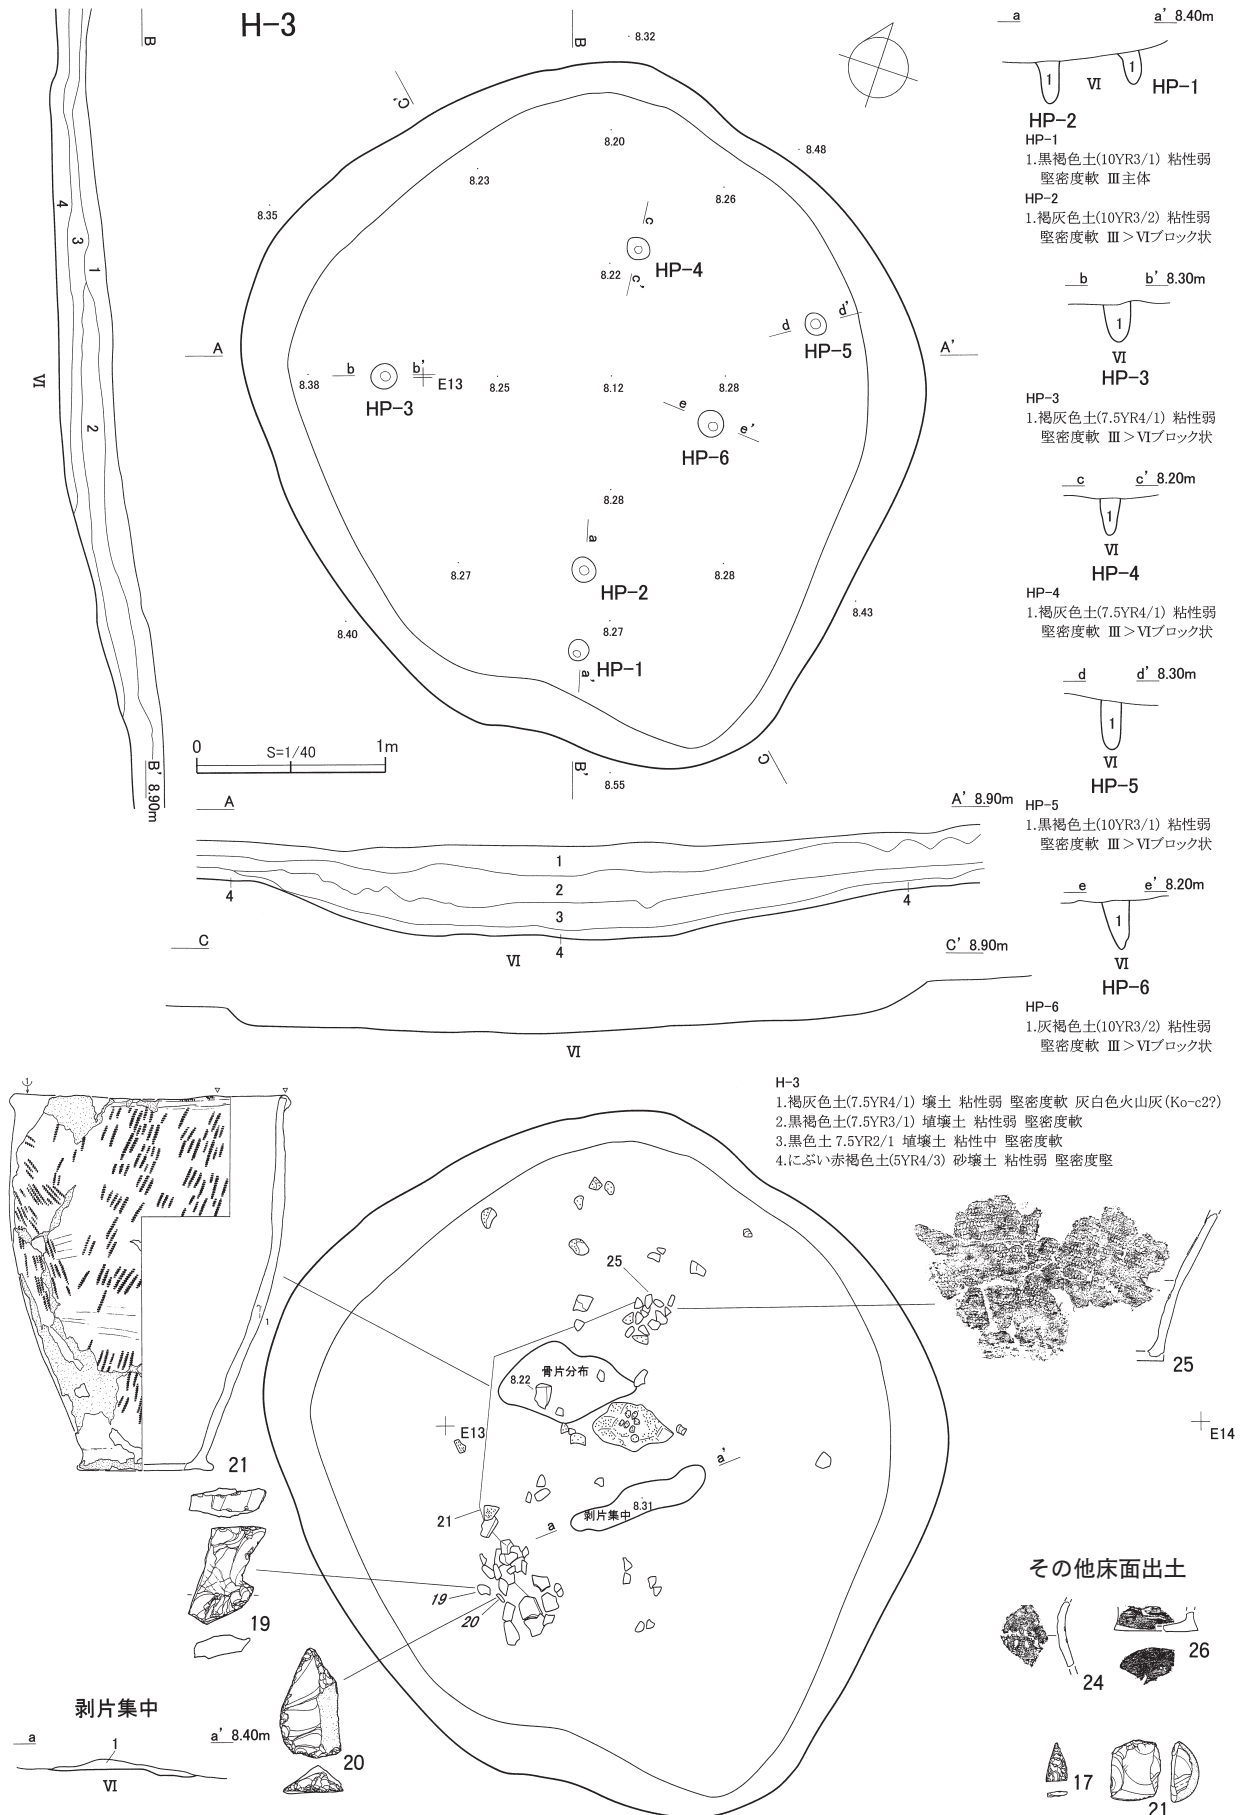 H-3
B
B
8.32
C'
8.20
8.48
8.23
8.26
8.35
c
HP-4
8.22
c'
d
d'
HP-5
A
A'
b
b'
E13
8.38
8.25
8.12
8.28
HP-3
e
e'
HP-6
8.28
a
8.27
HP-2
8.28
8.43
8.40
8.27
HP-1
a'
C
B'
8.55
4
3
1
2
Ⅵ
B' 8.90m
0
S=1/40
1m
A
A' 8.90m
1
2
3
4
4
4
Ⅵ
C
C' 8.90m
Ⅵ
a
a' 8.40m
1
Ⅵ
1
HP-1
HP-2
HP-1
1.黒褐色土(10YR3/1) 粘性弱
堅密度軟 Ⅲ主体
HP-2
1.褐灰色土(10YR3/2) 粘性弱
堅密度軟 Ⅲ>Ⅵブロック状
b
b' 8.30m
1
Ⅵ
HP-3
HP-3
1.褐灰色土(7.5YR4/1) 粘性弱
堅密度軟 Ⅲ>Ⅵブロック状
c
c' 8.20m
1
Ⅵ
HP-4
HP-4
1.褐灰色土(7.5YR4/1) 粘性弱
堅密度軟 Ⅲ>Ⅵブロック状
d
d' 8.30m
1
Ⅵ
HP-5
HP-5
1.黒褐色土(10YR3/1) 粘性弱
堅密度軟 Ⅲ>Ⅵブロック状
e
e' 8.20m
1
Ⅵ
HP-6
HP-6
1.灰褐色土(10YR3/2) 粘性弱
堅密度軟 Ⅲ>Ⅵブロック状
H-3
1.褐灰色土(7.5YR4/1) 壌土 粘性弱 堅密度軟 灰白色火山灰(Ko-c2?)
2.黒褐色土(7.5YR3/1) 埴壌土 粘性弱 堅密度軟
3.黒色土 7.5YR2/1 埴壌土 粘性中 堅密度軟
4.にぶい赤褐色土(5YR4/3) 砂壌土 粘性弱 堅密度堅
1
21
25
25
骨片分布
8.22
E13
E14
a'
21
剥片集中
8.31
a
19
20
19
20
剥片集中
a
a' 8.40m
1
Ⅵ
その他床面出土
24
26
17
21